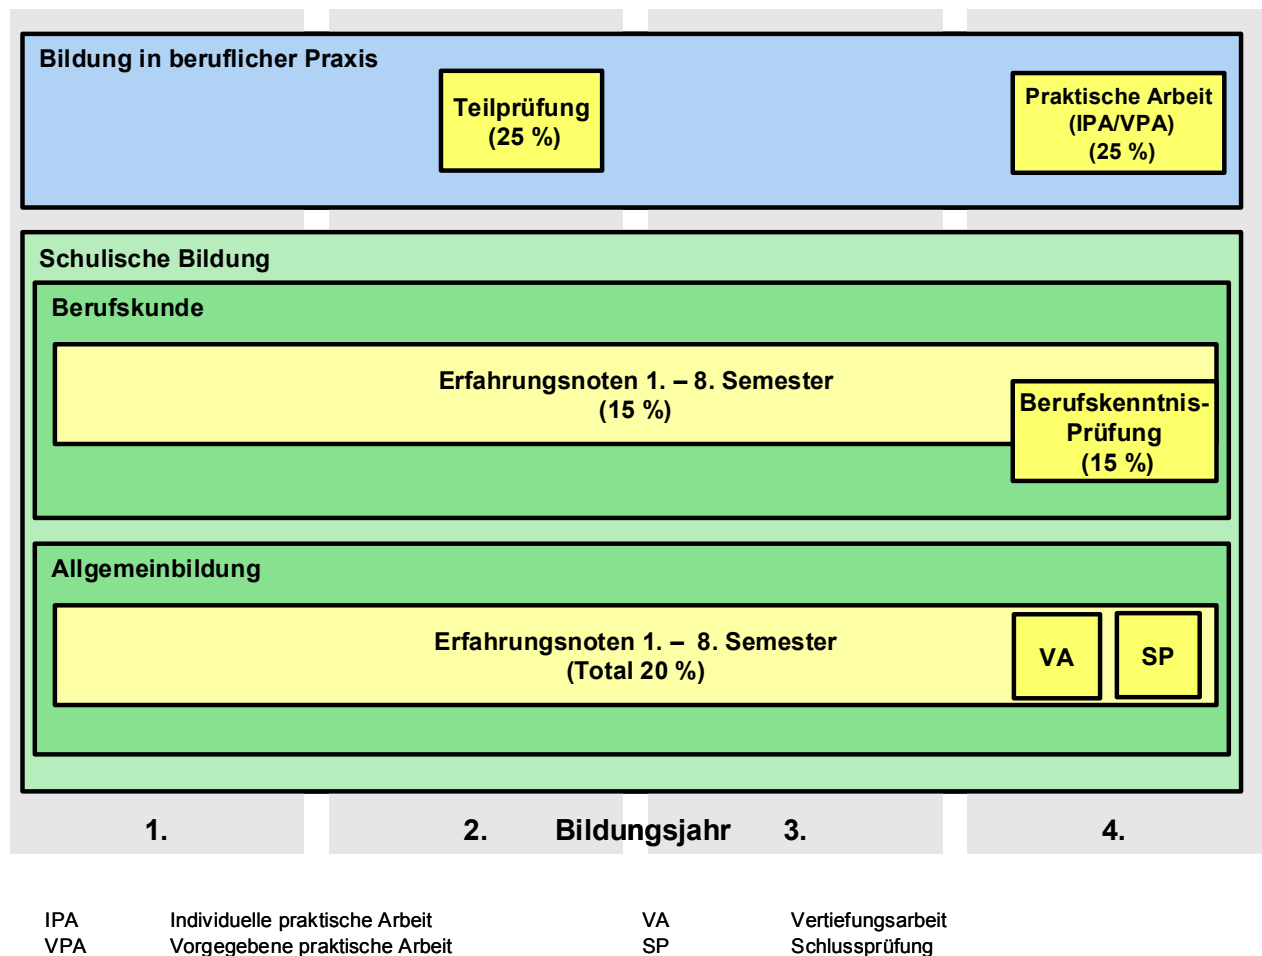 Bildung in beruflicher Praxis
Teilprüfung
(25 %)
Praktische Arbeit
(IPA/VPA)
(25 %)
Schulische Bildung
Berufskunde
Erfahrungsnoten 1. – 8. Semester
(15 %)
Berufskenntnis-
Prüfung
(15 %)
Allgemeinbildung
Erfahrungsnoten 1. – 8. Semester
(Total 20 %)
VA
SP
1. 2. Bildungsjahr 3. 4.
IPA Individuelle praktische Arbeit VA Vertiefungsarbeit
VPA Vorgegebene praktische Arbeit SP Schlussprüfung